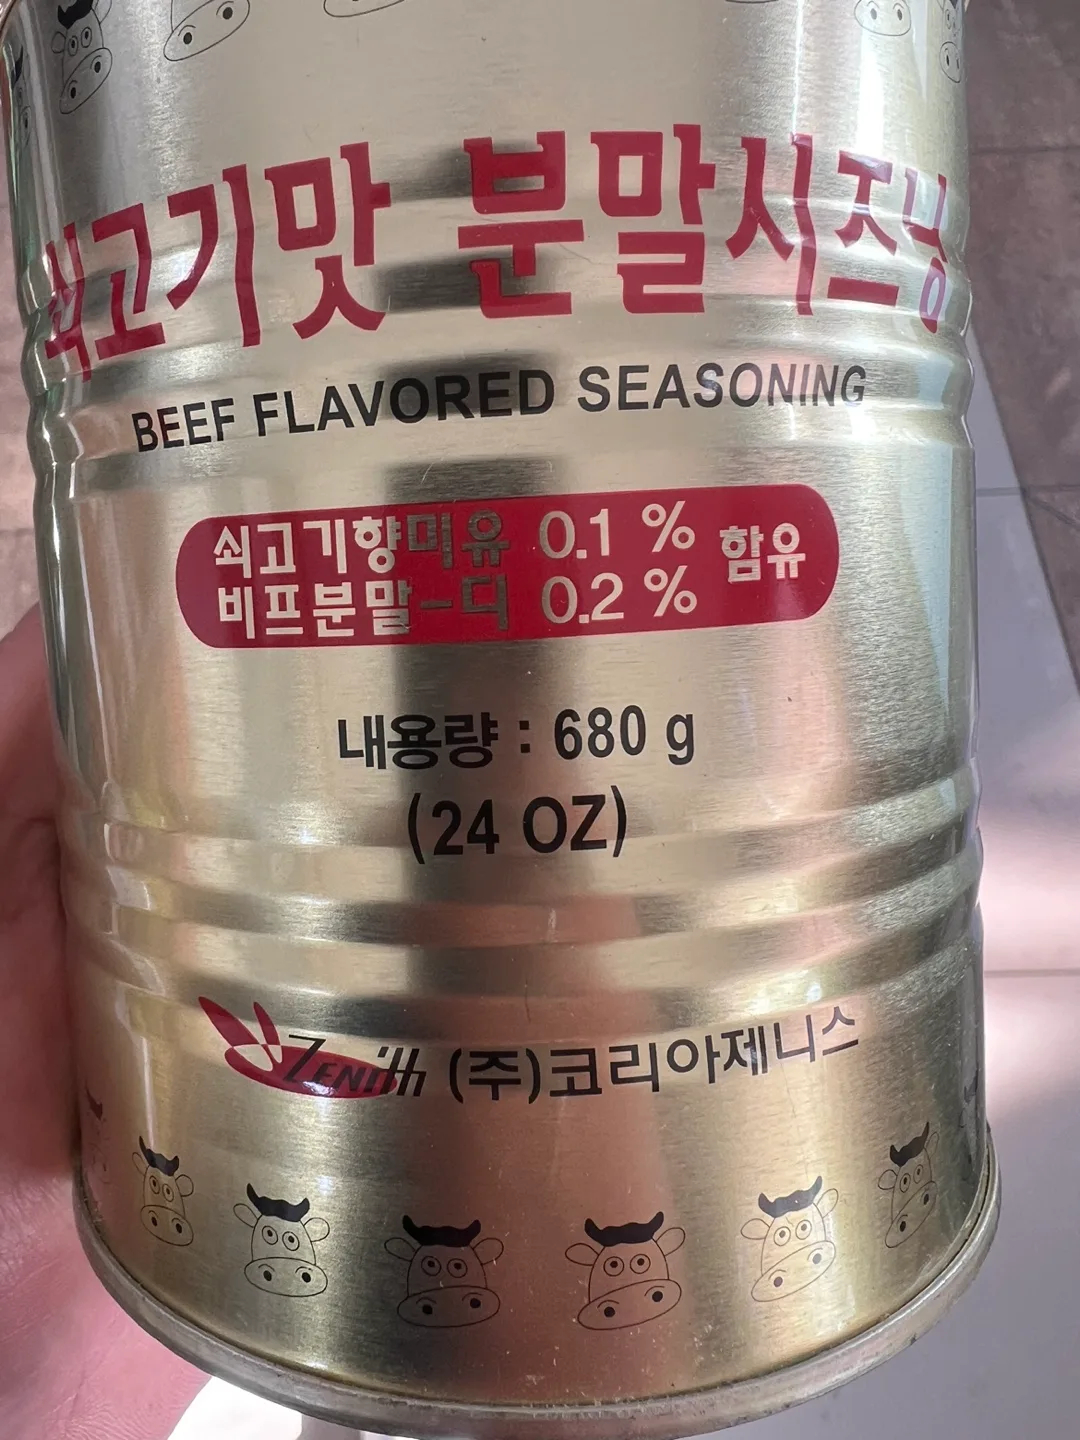 쇠고기맛 분말시즈닝
BEEF FLAVORED SEASONING
쇠고기향미유 0.1 % 함유
비프분말-디 0.2 %
내용량 : 680 g
(24 OZ)
ZENITH (주)코리아제니스